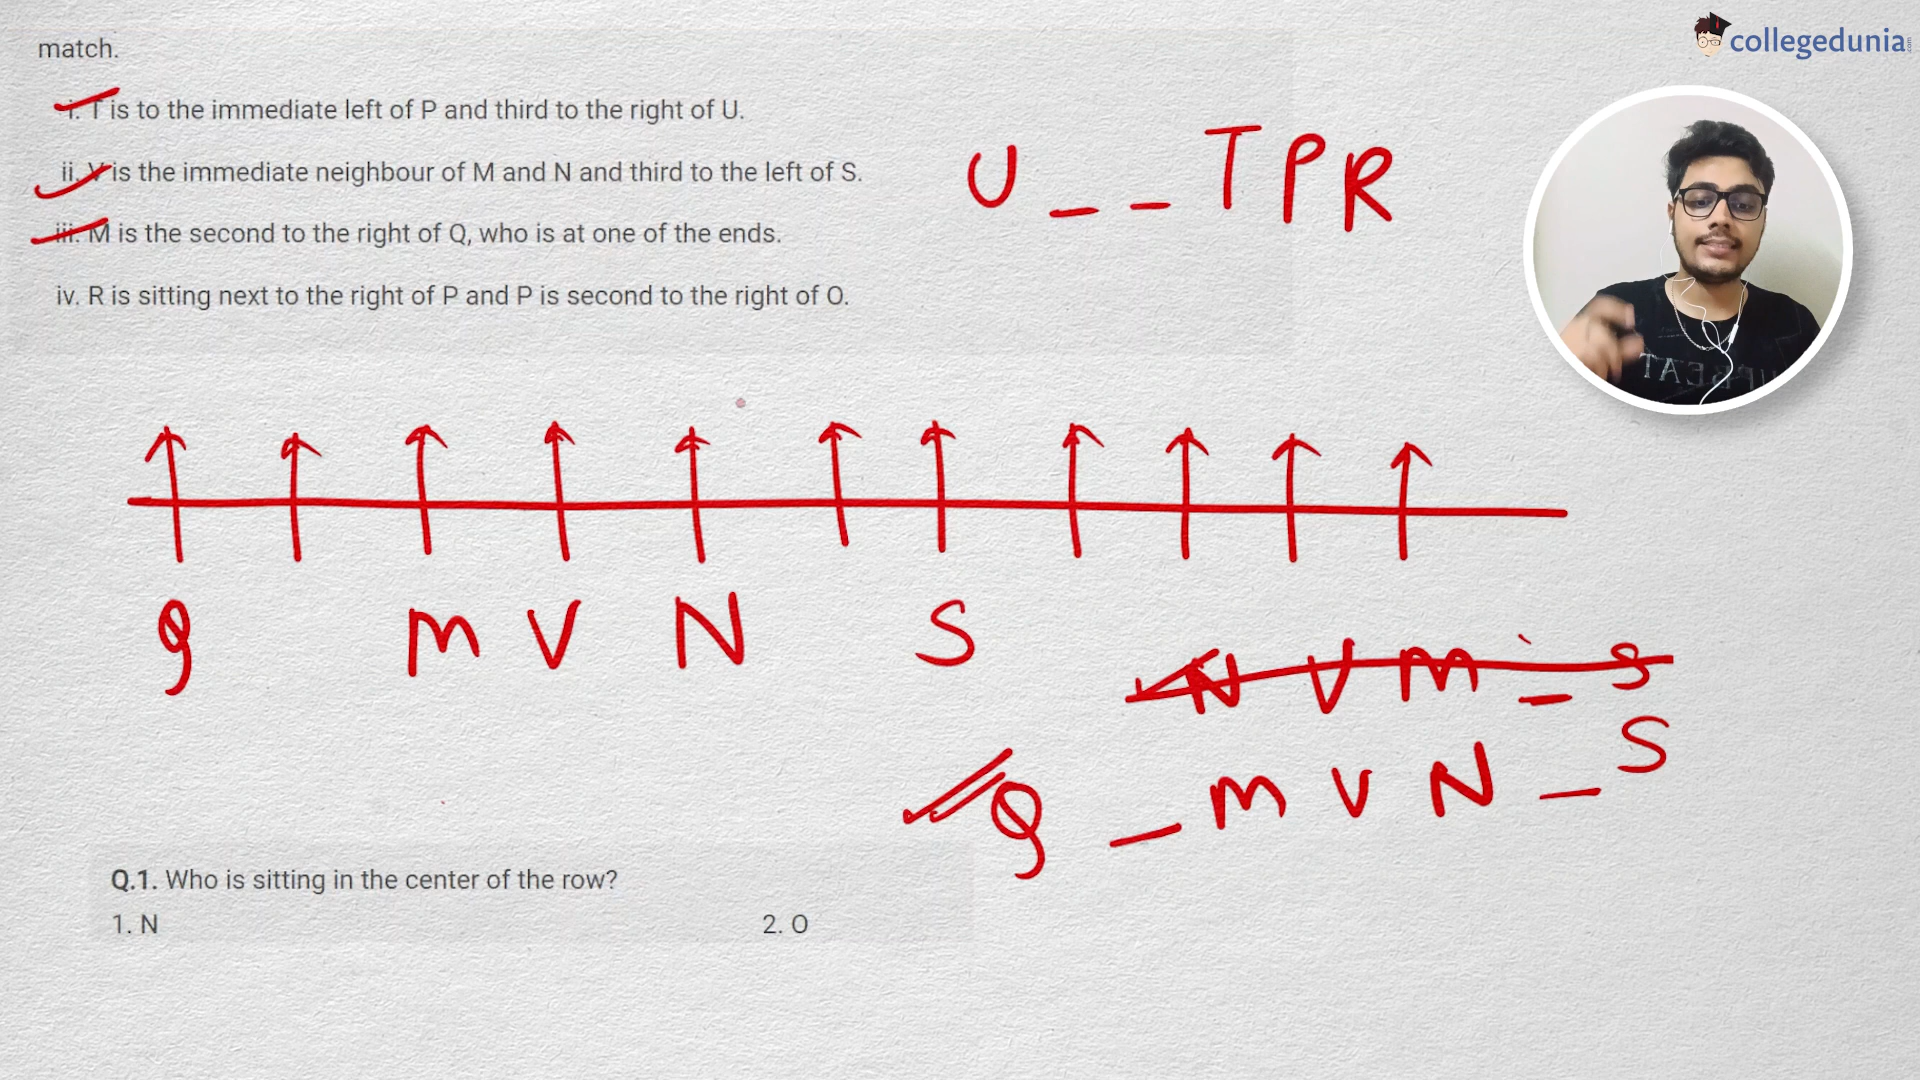 match.
collegedunia
.com
i. T is to the immediate left of P and third to the right of U.
ii. V is the immediate neighbour of M and N and third to the left of S.
iii. M is the second to the right of Q, who is at one of the ends.
iv. R is sitting next to the right of P and P is second to the right of O.
U _ _ T P R
Q M V N S
N V M _ S
Q _ M V N _ S
Q.1. Who is sitting in the center of the row?
1. N 2. O